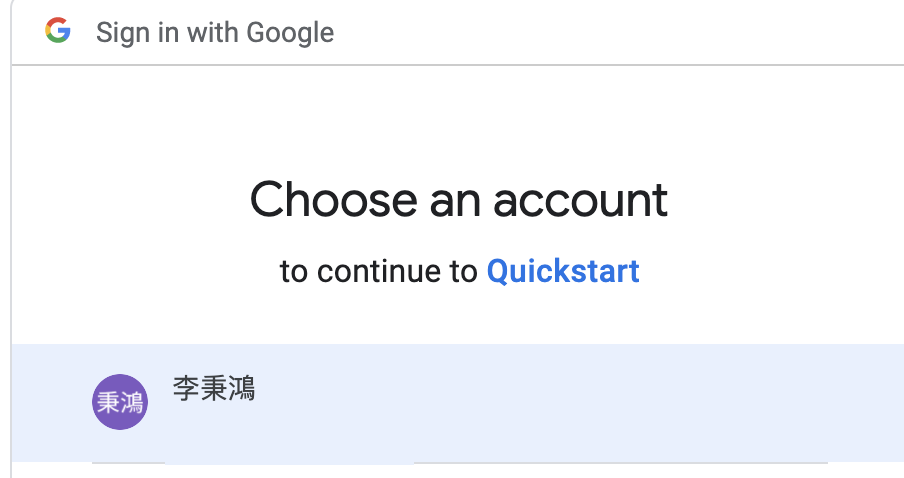 Sign in with Google
Choose an account
to continue to Quickstart
秉鴻
李秉鴻